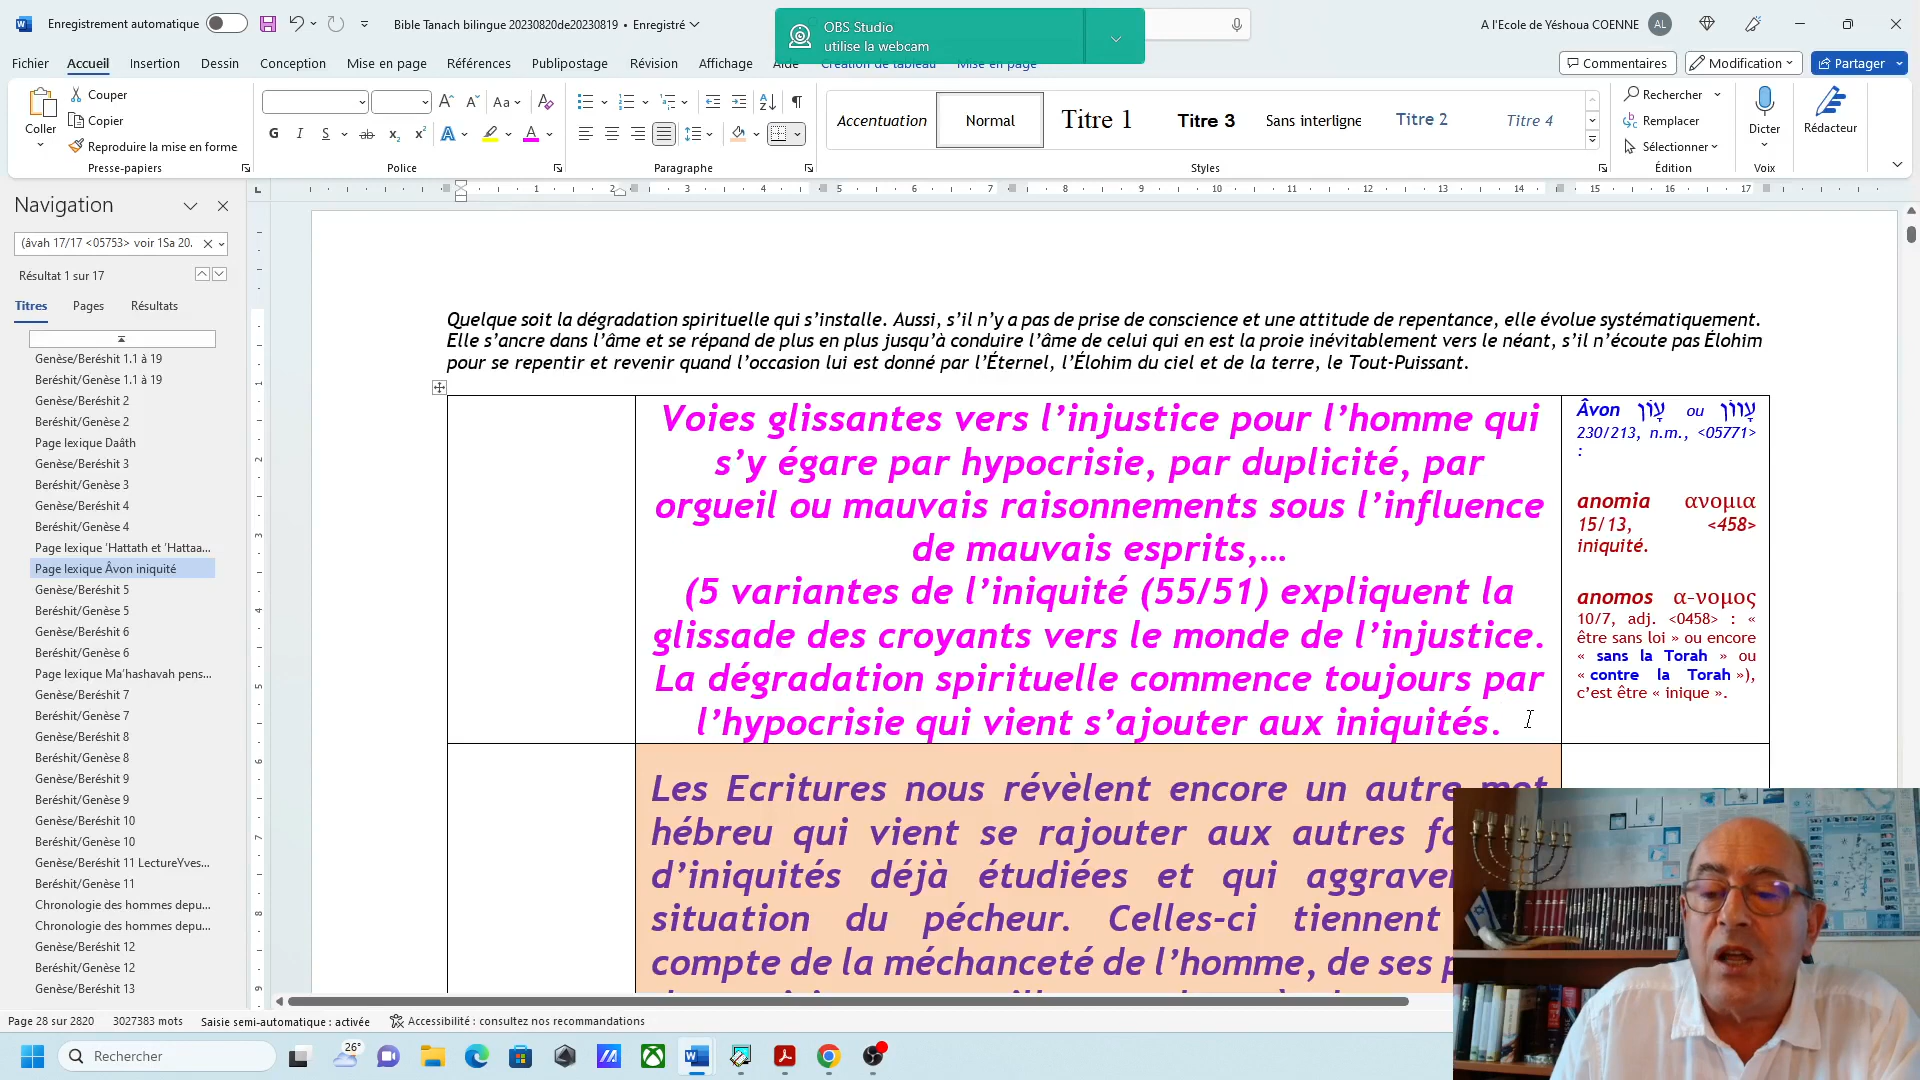 Enregistrement automatique
Bible Tanach bilingue 20230820de20230819 • Enregistré
OBS Studio
utilise la webcam
A l'Ecole de Yéshoua COENNE
AL
Fichier
Accueil
Insertion
Dessin
Conception
Mise en page
Références
Publipostage
Révision
Affichage
Aide
Création de tableau
Mise en page
Commentaires
Modification
Partager
Coller
Couper
Copier
Reproduire la mise en forme
Presse-papiers
Police
Paragraphe
Accentuation
Normal
Titre 1
Titre 3
Sans interligne
Titre 2
Titre 4
Styles
Rechercher
Remplacer
Sélectionner
Édition
Dicter
Voix
Rédacteur
Navigation
(âvah 17/17 <05753> voir 1Sa 20.
Résultat 1 sur 17
Titres
Pages
Résultats
Genèse/Beréshit 1.1 à 19
Beréshit/Genèse 1.1 à 19
Genèse/Beréshit 2
Beréshit/Genèse 2
Page lexique Daâth
Genèse/Beréshit 3
Beréshit/Genèse 3
Genèse/Beréshit 4
Beréshit/Genèse 4
Page lexique 'Hattath et 'Hattaa...
Page lexique Âvon iniquité
Genèse/Beréshit 5
Beréshit/Genèse 5
Genèse/Beréshit 6
Beréshit/Genèse 6
Page lexique Ma'hashavah pens...
Genèse/Beréshit 7
Beréshit/Genèse 7
Genèse/Beréshit 8
Beréshit/Genèse 8
Genèse/Beréshit 9
Beréshit/Genèse 9
Genèse/Beréshit 10
Beréshit/Genèse 10
Genèse/Beréshit 11 LectureYves...
Beréshit/Genèse 11
Chronologie des hommes depu...
Chronologie des hommes depu...
Genèse/Beréshit 12
Beréshit/Genèse 12
Genèse/Beréshit 13
Quelque soit la dégradation spirituelle qui s'installe. Aussi, s'il n'y a pas de prise de conscience et une attitude de repentance, elle évolue systématiquement.
Elle s'ancre dans l'âme et se répand de plus en plus jusqu'à conduire l'âme de celui qui en est la proie inévitablement vers le néant, s'il n'écoute pas Élohim
pour se repentir et revenir quand l'occasion lui est donné par l'Éternel, l'Élohim du ciel et de la terre, le Tout-Puissant.
Voies glissantes vers l'injustice pour l'homme qui
s'y égare par hypocrisie, par duplicité, par
orgueil ou mauvais raisonnements sous l'influence
de mauvais esprits,...
(5 variantes de l'iniquité (55/51) expliquent la
glissade des croyants vers le monde de l'injustice.
La dégradation spirituelle commence toujours par
l'hypocrisie qui vient s'ajouter aux iniquités.
Âvon עָוֹן ou עָווֹן
230/213, n.m., <05771>
:
anomia ανομια
15/13, <458>
iniquité.
anomos α-νομος
10/7, adj. <0458> : «
être sans loi » ou encore
« sans la Torah » ou
« contre la Torah »),
c'est être « inique ».
Les Ecritures nous révèlent encore un autre mot
hébreu qui vient se rajouter aux autres
d'iniquités déjà étudiées et qui
situation du pécheur. Celles-ci tiennent
compte de la méchanceté de l'homme, de ses
Page 28 sur 2820
3027383 mots
Saisie semi-automatique : activée
Accessibilité : consultez nos recommandations
Rechercher
26°